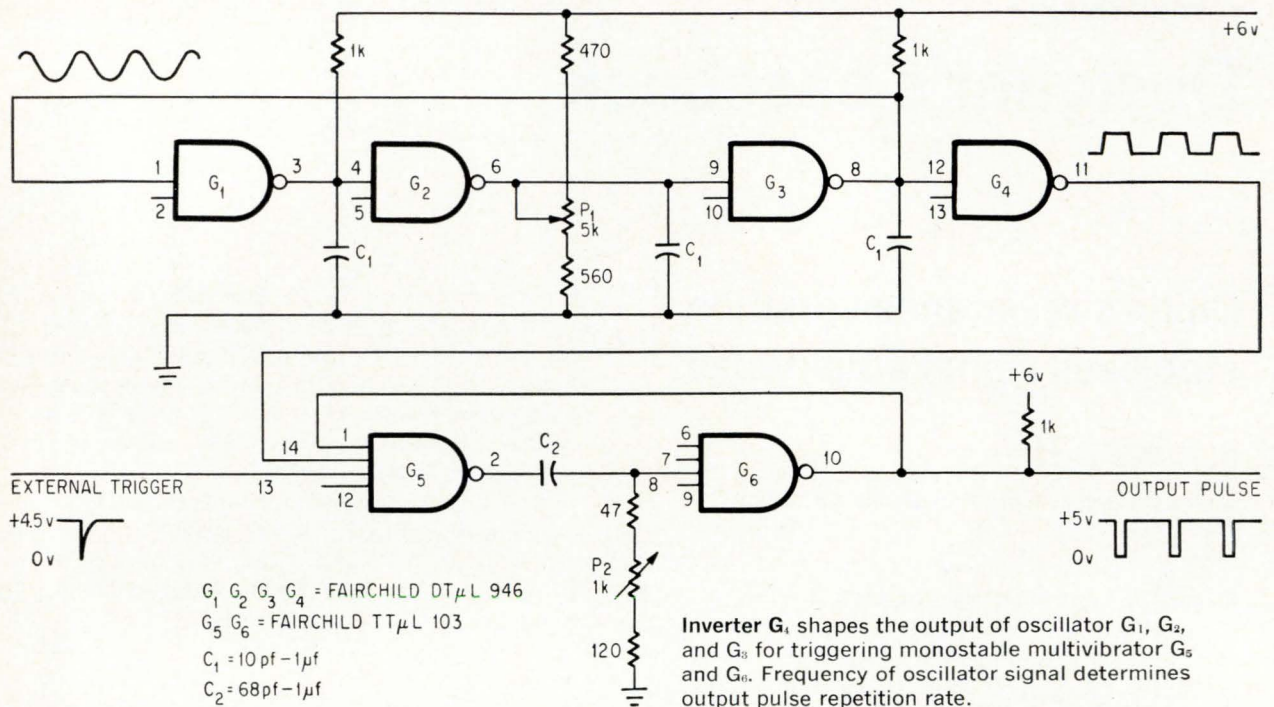 +6v
1k
470
1k
1
2
G₁
3
4
5
G₂
6
P₁
5k
9
10
G₃
8
12
13
G₄
11
C₁
C₁
C₁
560
+6v
1k
1
14
13
12
G₅
2
C₂
6
7
8
9
G₆
10
EXTERNAL TRIGGER
+4.5v
0v
47
P₂
1k
120
OUTPUT PULSE
+5v
0v
G₁ G₂ G₃ G₄ = FAIRCHILD DTμL 946
G₅ G₆ = FAIRCHILD TTμL 103
C₁ = 10 pf – 1μf
C₂ = 68pf – 1μf
Inverter G₄ shapes the output of oscillator G₁, G₂,
and G₃ for triggering monostable multivibrator G₅
and G₆. Frequency of oscillator signal determines
output pulse repetition rate.